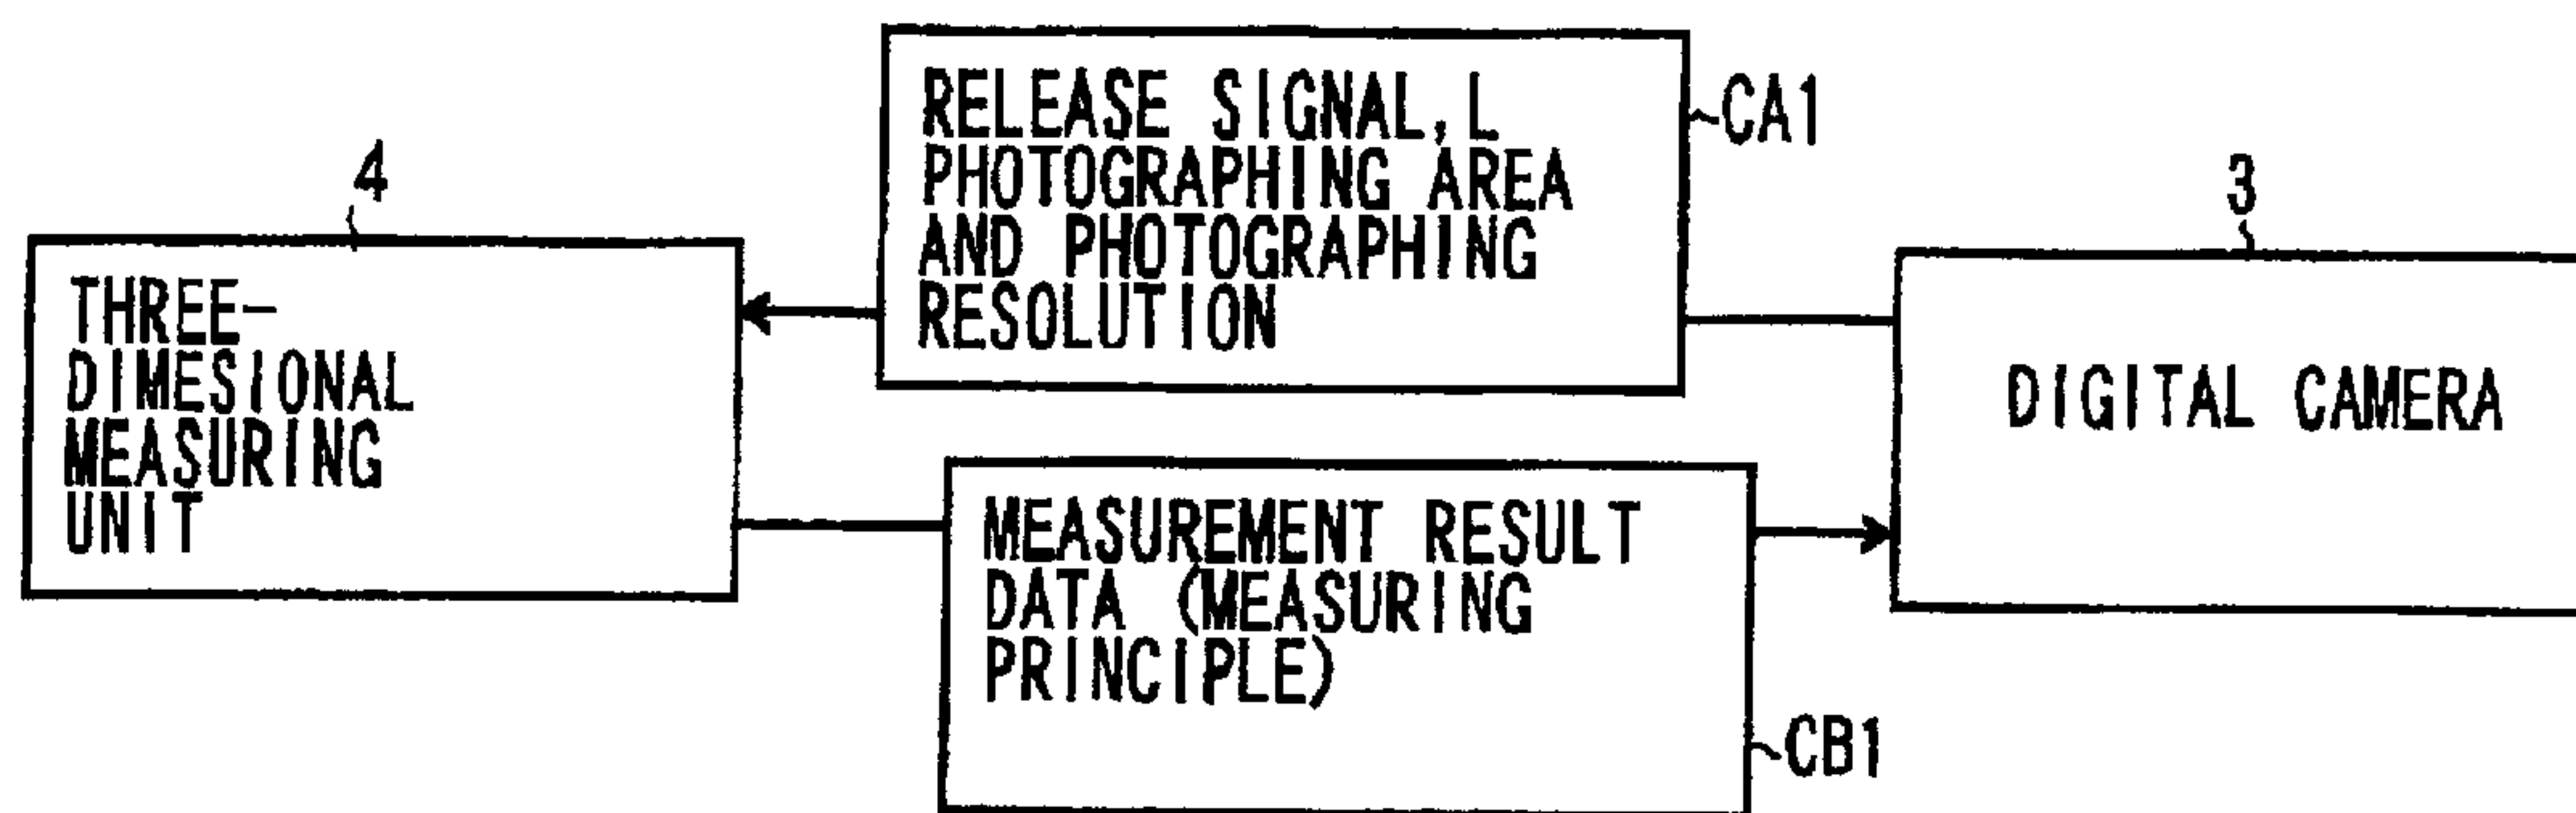 RELEASE SIGNAL, L
PHOTOGRAPHING AREA
AND PHOTOGRAPHING
RESOLUTION
CA1
4
THREE-
DIMESIONAL
MEASURING
UNIT
3
DIGITAL CAMERA
MEASUREMENT RESULT
DATA (MEASURING
PRINCIPLE)
CB1